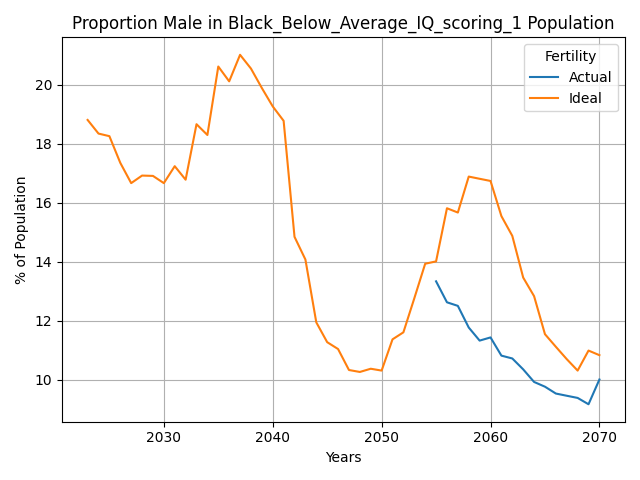 Proportion Male in Black_Below_Average_IQ_scoring_1 Population
Fertility
Actual
Ideal
% of Population
20
18
16
14
12
10
2030
2040
2050
2060
2070
Years